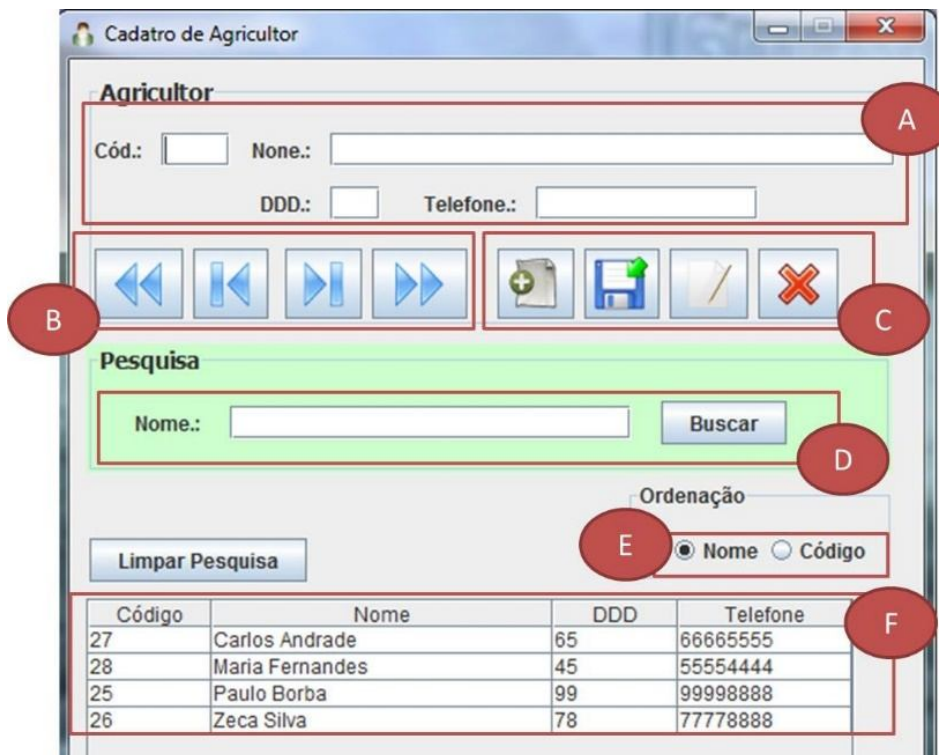 Cadatro de Agricultor
Agricultor
A
Cód.: None.:
DDD.: Telefone.:
B
C
Pesquisa
Nome.: Buscar
D
Ordenação
E
Nome Código
Limpar Pesquisa
Código Nome DDD Telefone
F
27 Carlos Andrade 65 66665555
28 Maria Fernandes 45 55554444
25 Paulo Borba 99 99998888
26 Zeca Silva 78 77778888